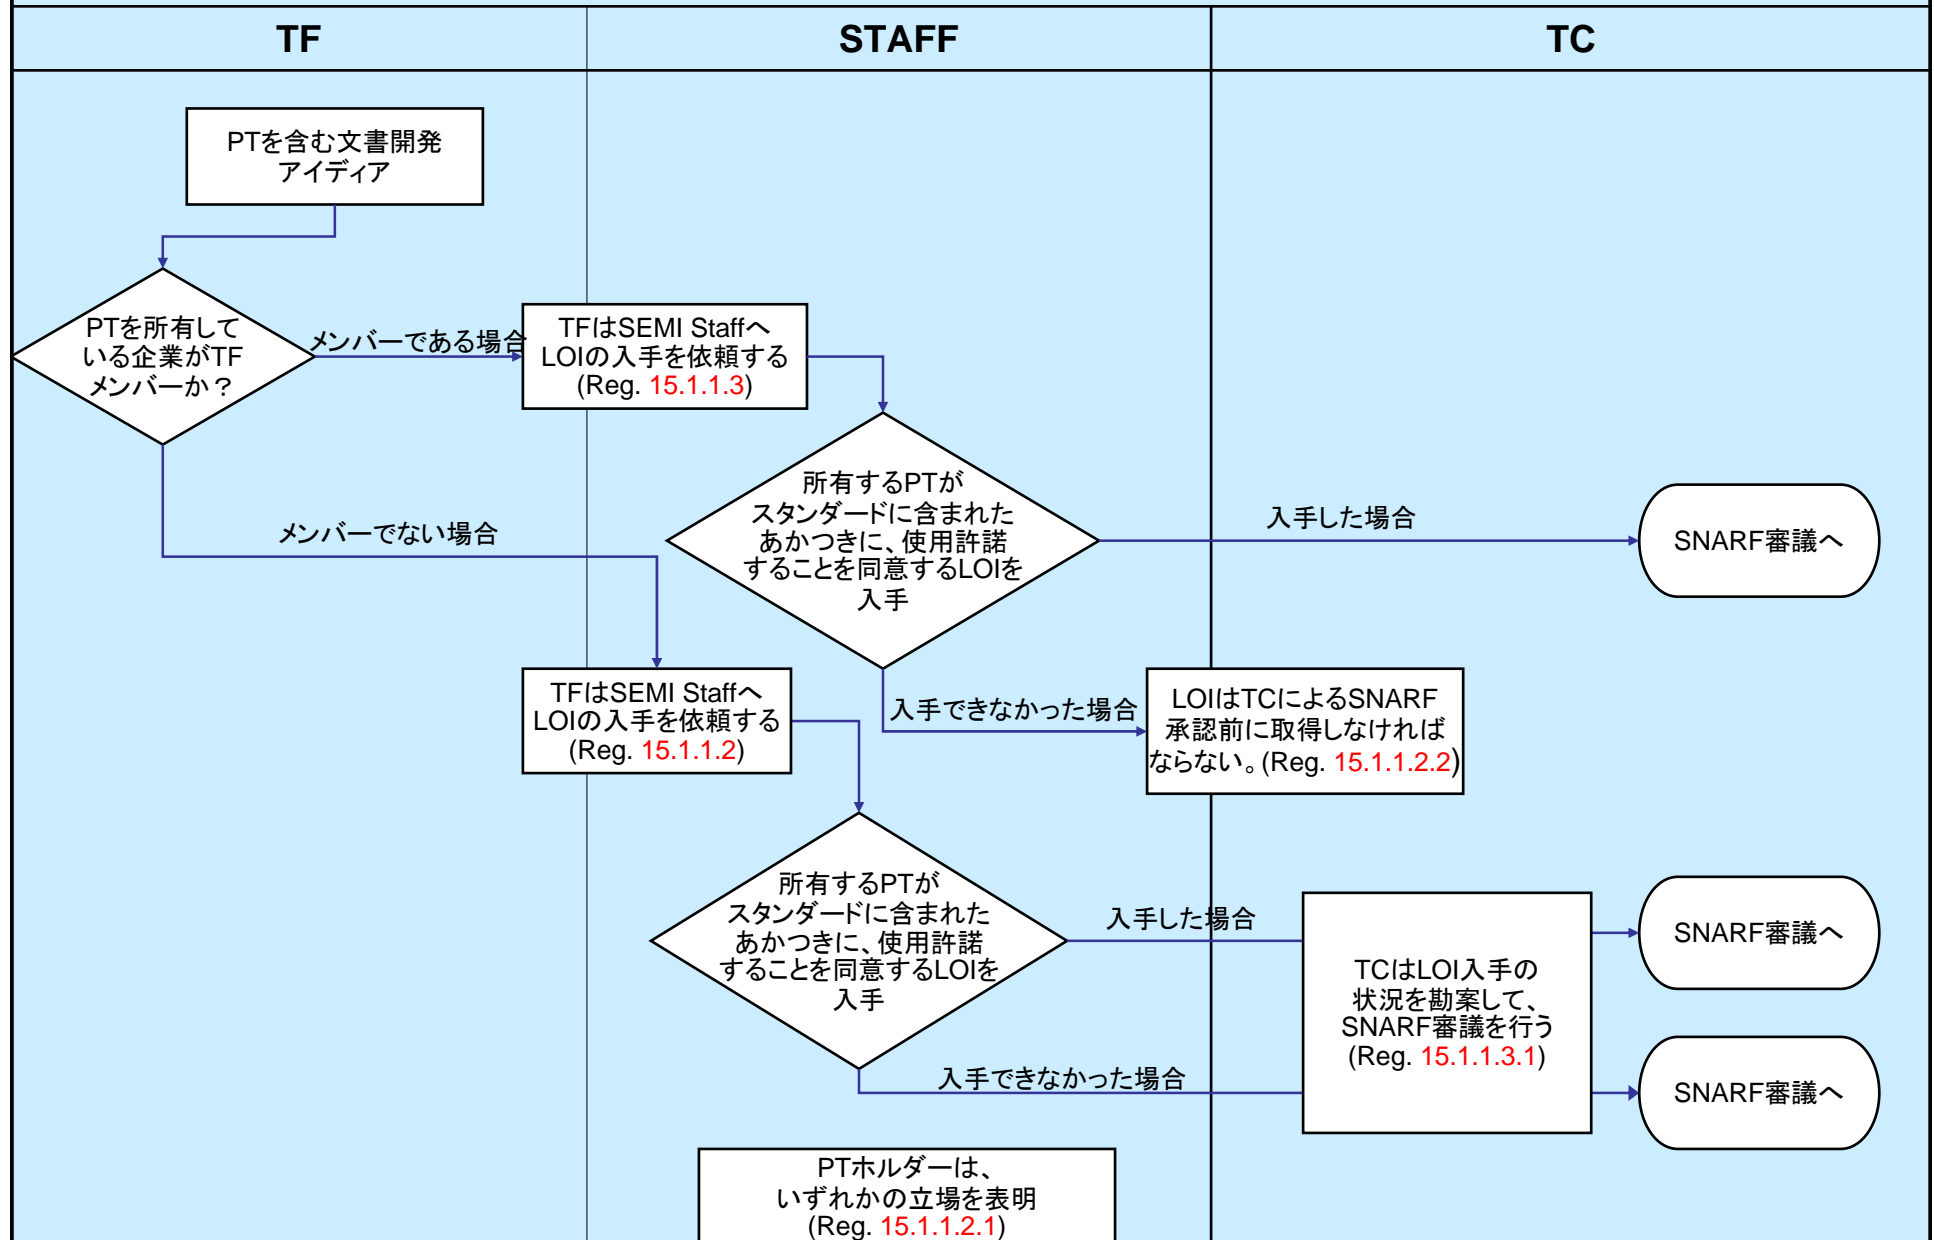 TF
STAFF
TC
PTを含む文書開発
アイディア
PTを所有して
いる企業がTF
メンバーか？
メンバーである場合
TFはSEMI Staffへ
LOIの入手を依頼する
(Reg. 15.1.1.3)
所有するPTが
スタンダードに含まれた
あかつきに、使用許諾
することを同意するLOIを
入手
入手した場合
SNARF審議へ
メンバーでない場合
TFはSEMI Staffへ
LOIの入手を依頼する
(Reg. 15.1.1.2)
入手できなかった場合
LOIはTCによるSNARF
承認前に取得しなければ
ならない。(Reg. 15.1.1.2.2)
所有するPTが
スタンダードに含まれた
あかつきに、使用許諾
することを同意するLOIを
入手
入手した場合
入手できなかった場合
TCはLOI入手の
状況を勘案して、
SNARF審議を行う
(Reg. 15.1.1.3.1)
SNARF審議へ
SNARF審議へ
PTホルダーは、
いずれかの立場を表明
(Reg. 15.1.1.2.1)